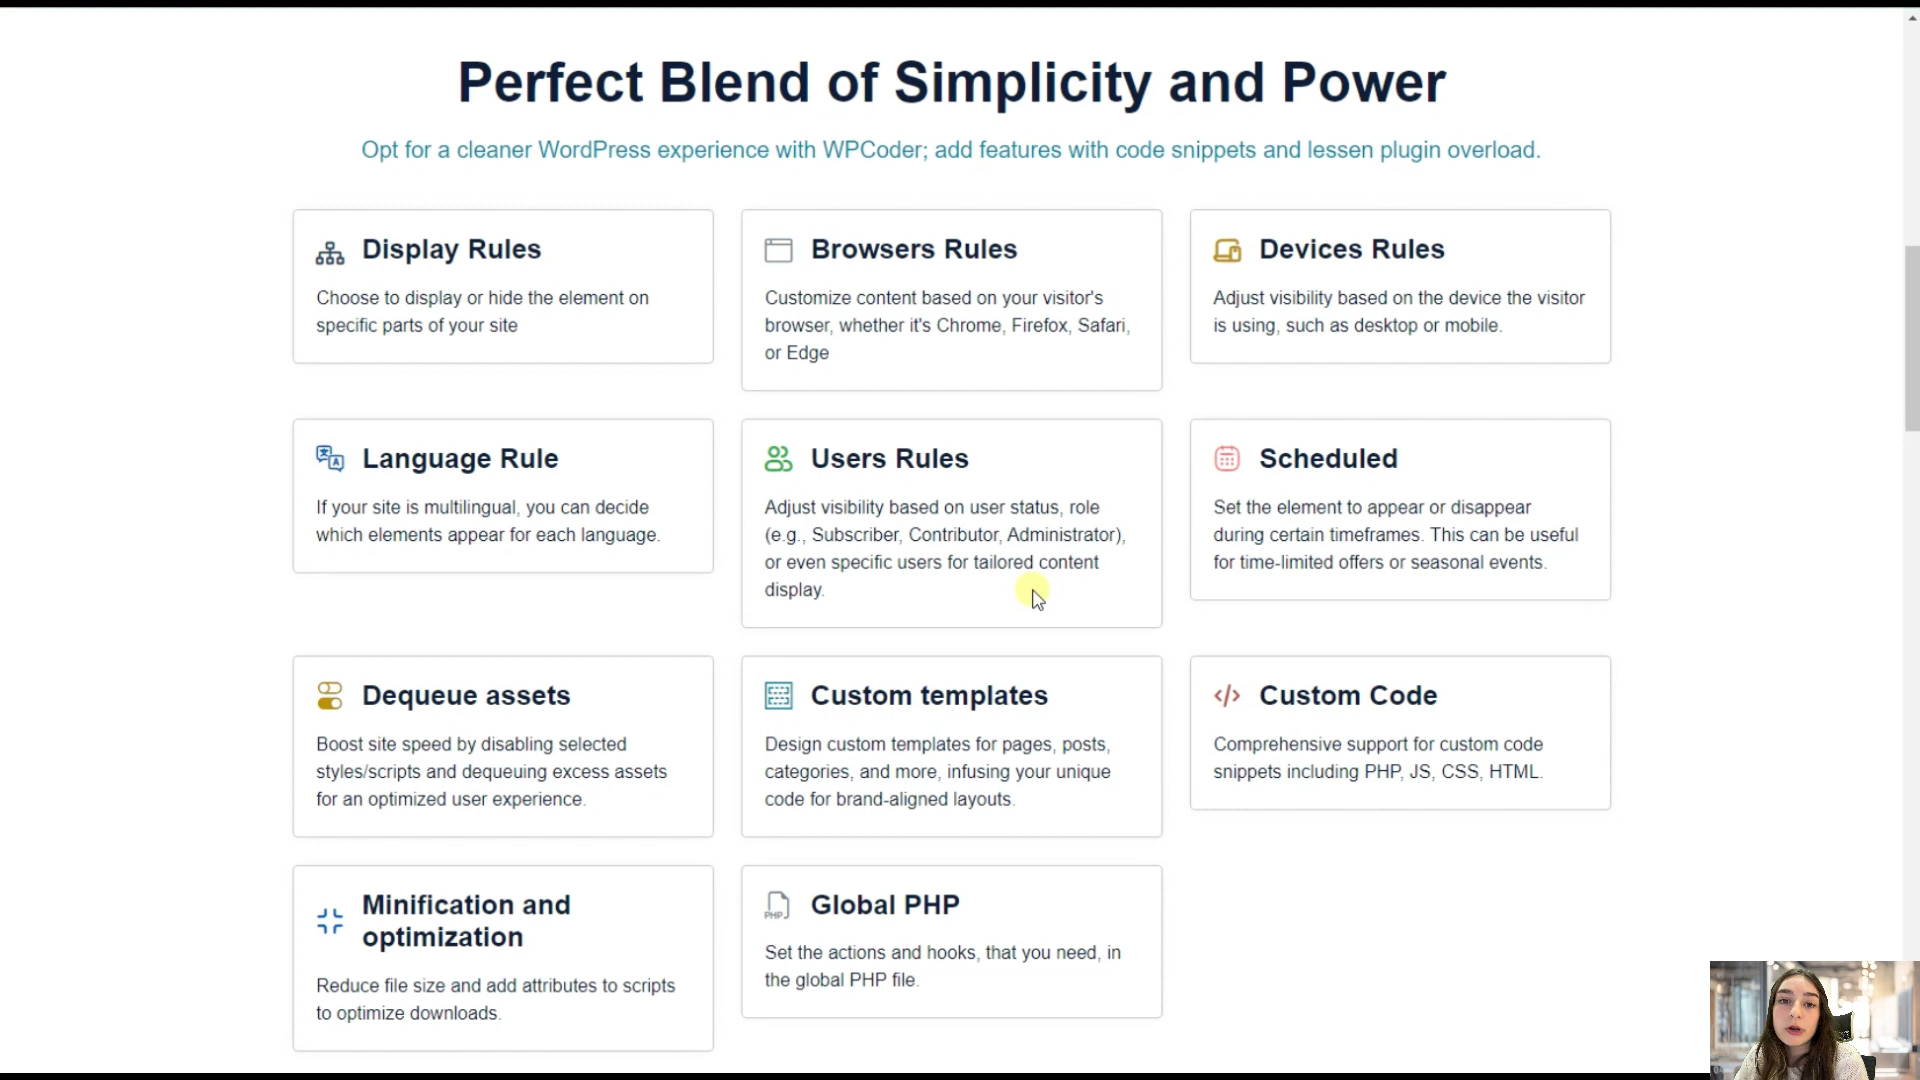 Perfect Blend of Simplicity and Power
Opt for a cleaner WordPress experience with WPCoder; add features with code snippets and lessen plugin overload.
Display Rules
Choose to display or hide the element on
specific parts of your site
Browsers Rules
Customize content based on your visitor's
browser, whether it's Chrome, Firefox, Safari,
or Edge
Devices Rules
Adjust visibility based on the device the visitor
is using, such as desktop or mobile.
Language Rule
If your site is multilingual, you can decide
which elements appear for each language.
Users Rules
Adjust visibility based on user status, role
(e.g., Subscriber, Contributor, Administrator),
or even specific users for tailored content
display.
Scheduled
Set the element to appear or disappear
during certain timeframes. This can be useful
for time-limited offers or seasonal events.
Dequeue assets
Boost site speed by disabling selected
styles/scripts and dequeuing excess assets
for an optimized user experience.
Custom templates
Design custom templates for pages, posts,
categories, and more, infusing your unique
code for brand-aligned layouts.
Custom Code
Comprehensive support for custom code
snippets including PHP, JS, CSS, HTML.
Minification and
optimization
Reduce file size and add attributes to scripts
to optimize downloads.
PHP
Global PHP
Set the actions and hooks, that you need, in
the global PHP file.